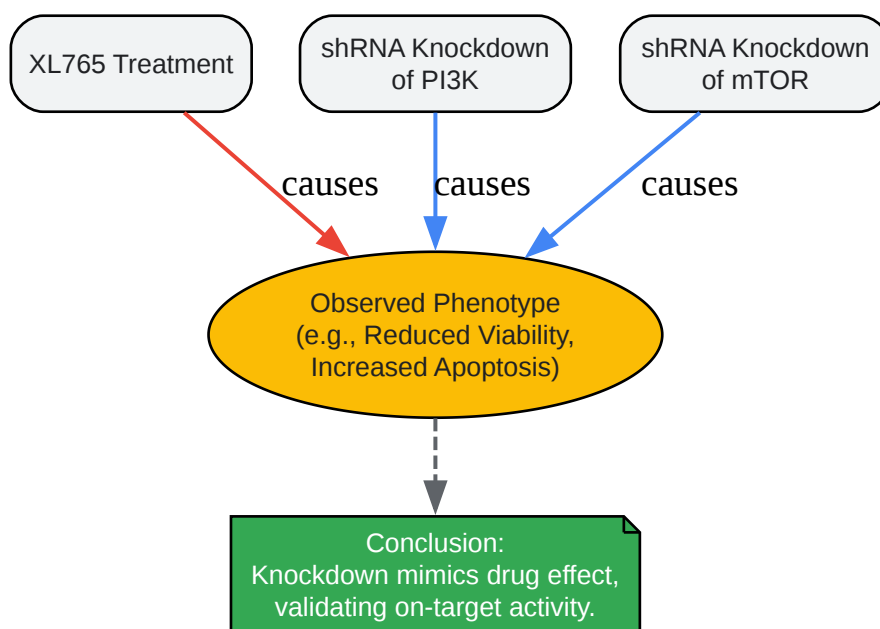 XL765 Treatment
shRNA Knockdown
of PI3K
shRNA Knockdown
of mTOR
causes
causes
causes
Observed Phenotype
(e.g., Reduced Viability,
Increased Apoptosis)
Conclusion:
Knockdown mimics drug effect,
validating on-target activity.